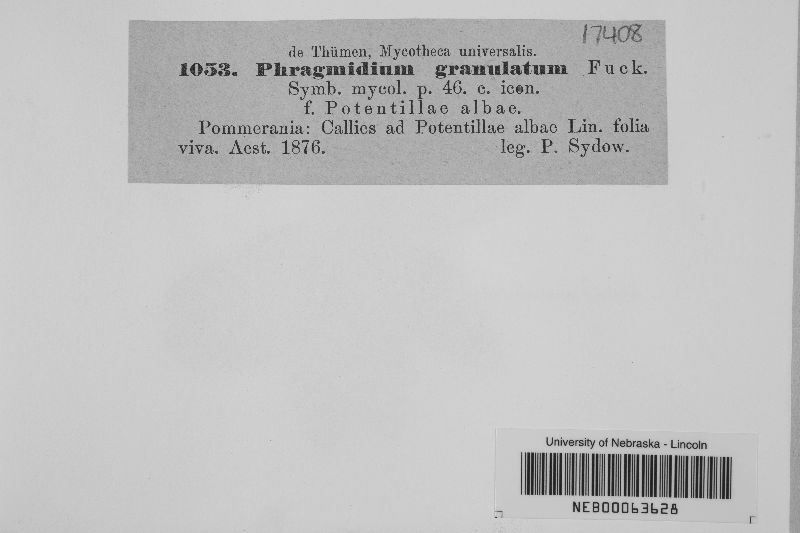 17408
de Thümen, Mycotheca universalis.
1053. Phragmidium granulatum Fuck.
Symb. mycol. p. 46. c. icon.
f. Potentillae albae.
Pommerania: Callies ad Potentillae albae Lin. folia
viva. Aest. 1876. leg. P. Sydow.
University of Nebraska - Lincoln
NEB00063628